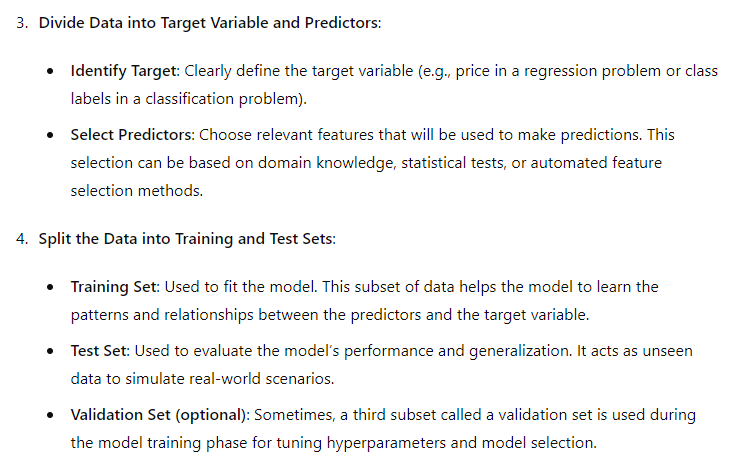 3. Divide Data into Target Variable and Predictors:
• Identify Target: Clearly define the target variable (e.g., price in a regression problem or class
labels in a classification problem).
• Select Predictors: Choose relevant features that will be used to make predictions. This
selection can be based on domain knowledge, statistical tests, or automated feature
selection methods.
4. Split the Data into Training and Test Sets:
• Training Set: Used to fit the model. This subset of data helps the model to learn the
patterns and relationships between the predictors and the target variable.
• Test Set: Used to evaluate the model's performance and generalization. It acts as unseen
data to simulate real-world scenarios.
• Validation Set (optional): Sometimes, a third subset called a validation set is used during
the model training phase for tuning hyperparameters and model selection.